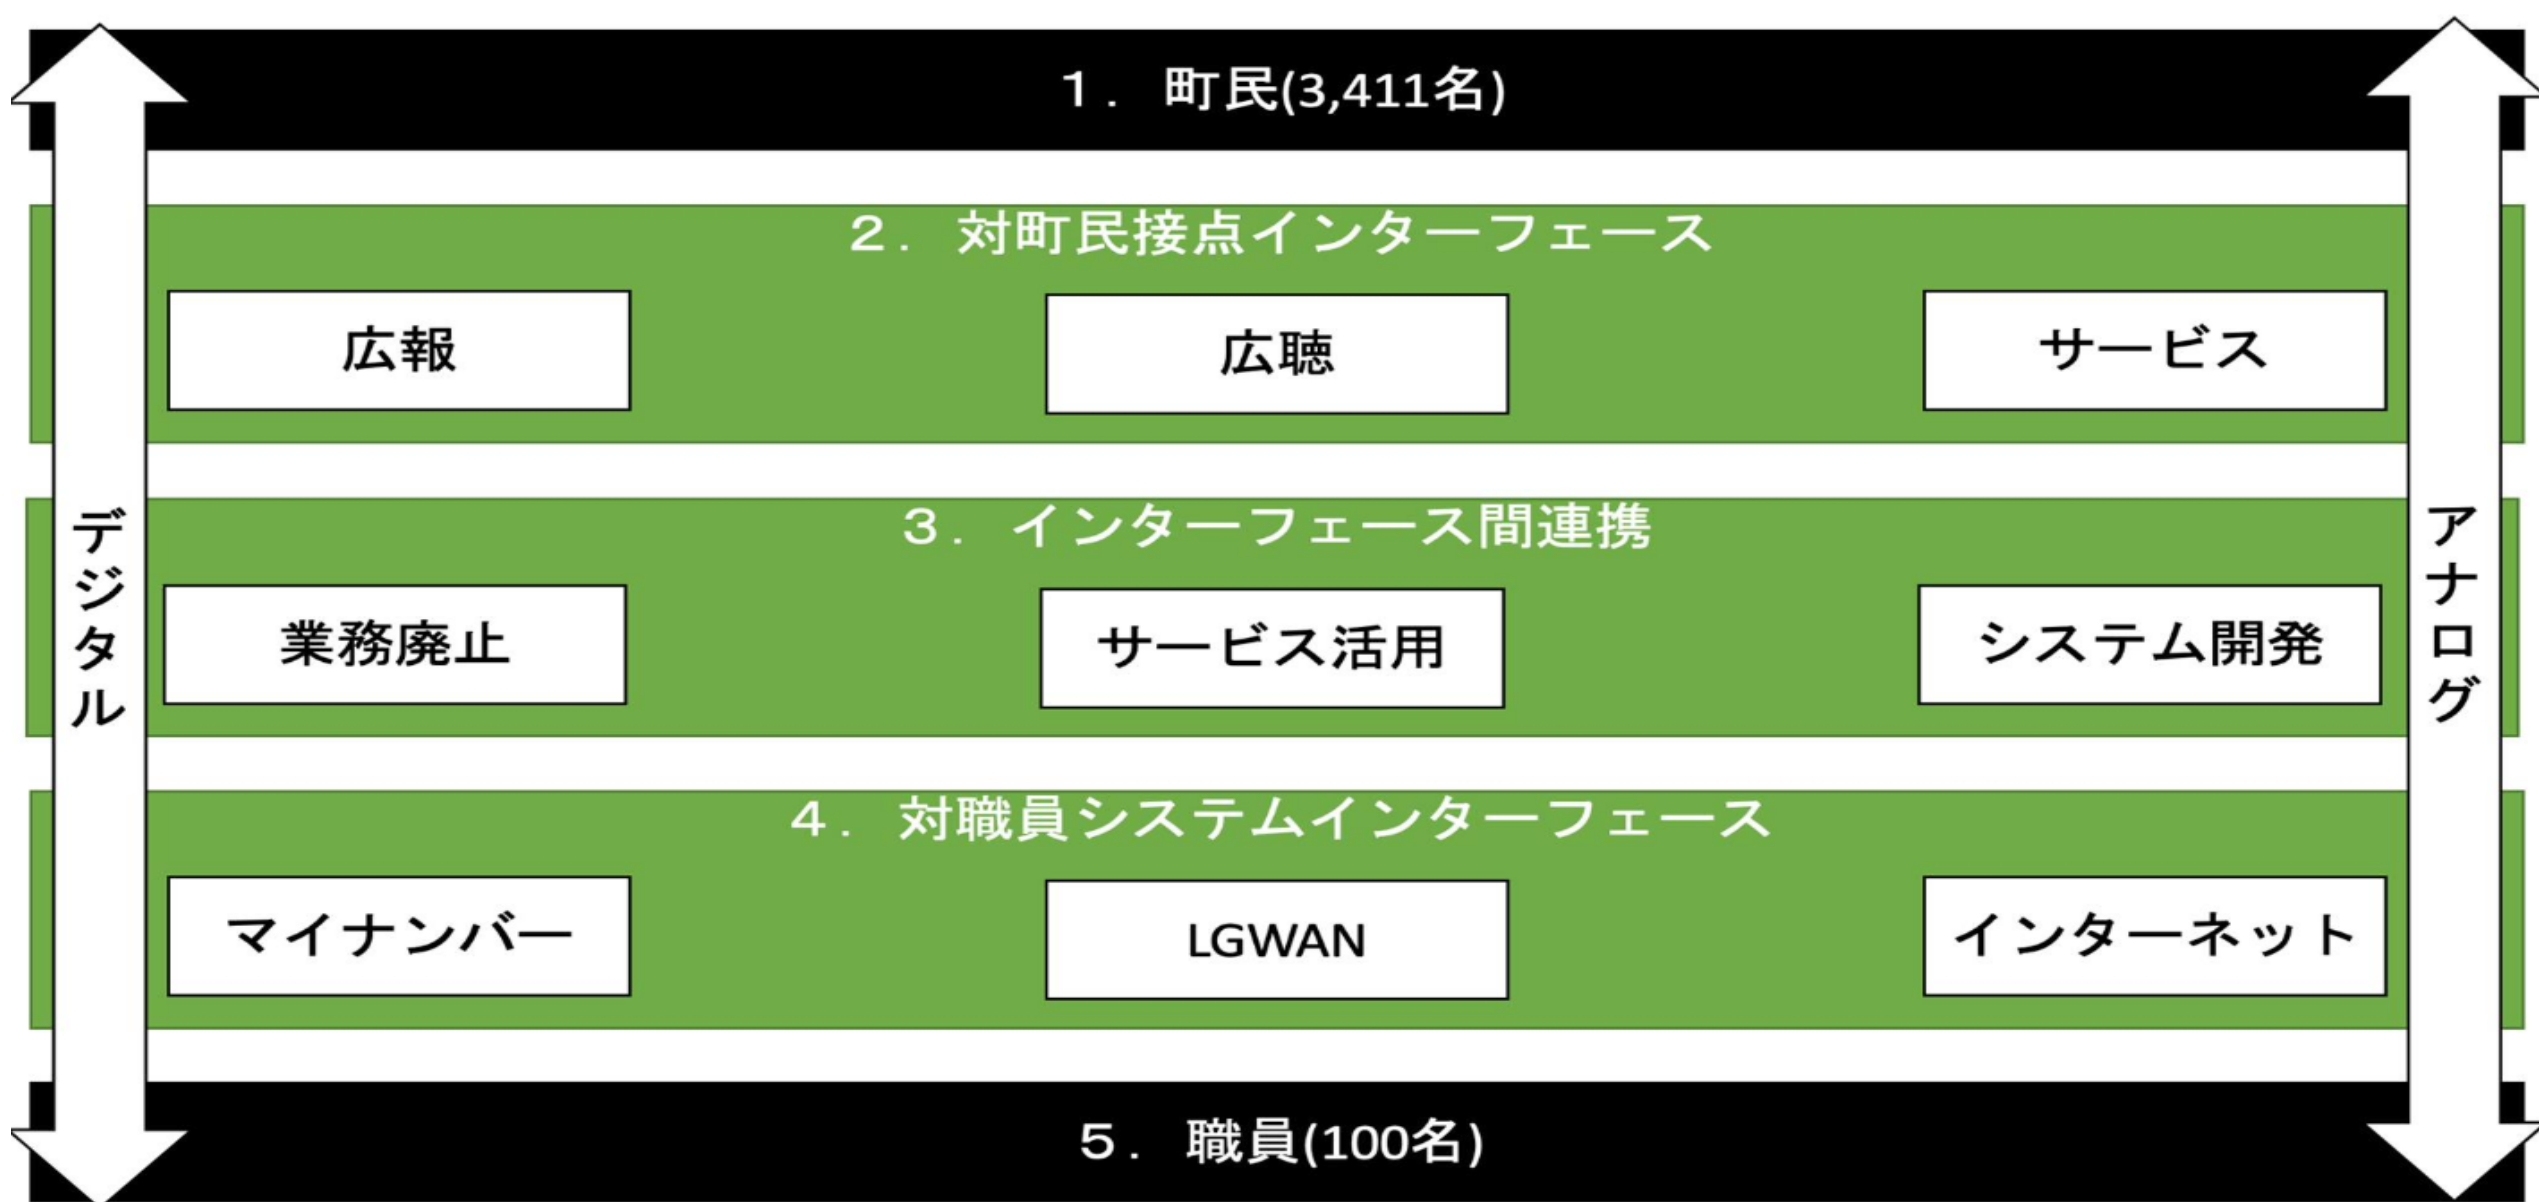 １．町民(3,411名)
２．対町民接点インターフェース
広報
広聴
サービス
３．インターフェース間連携
業務廃止
サービス活用
システム開発
４．対職員システムインターフェース
マイナンバー
LGWAN
インターネット
５．職員(100名)
デジタル
アナログ